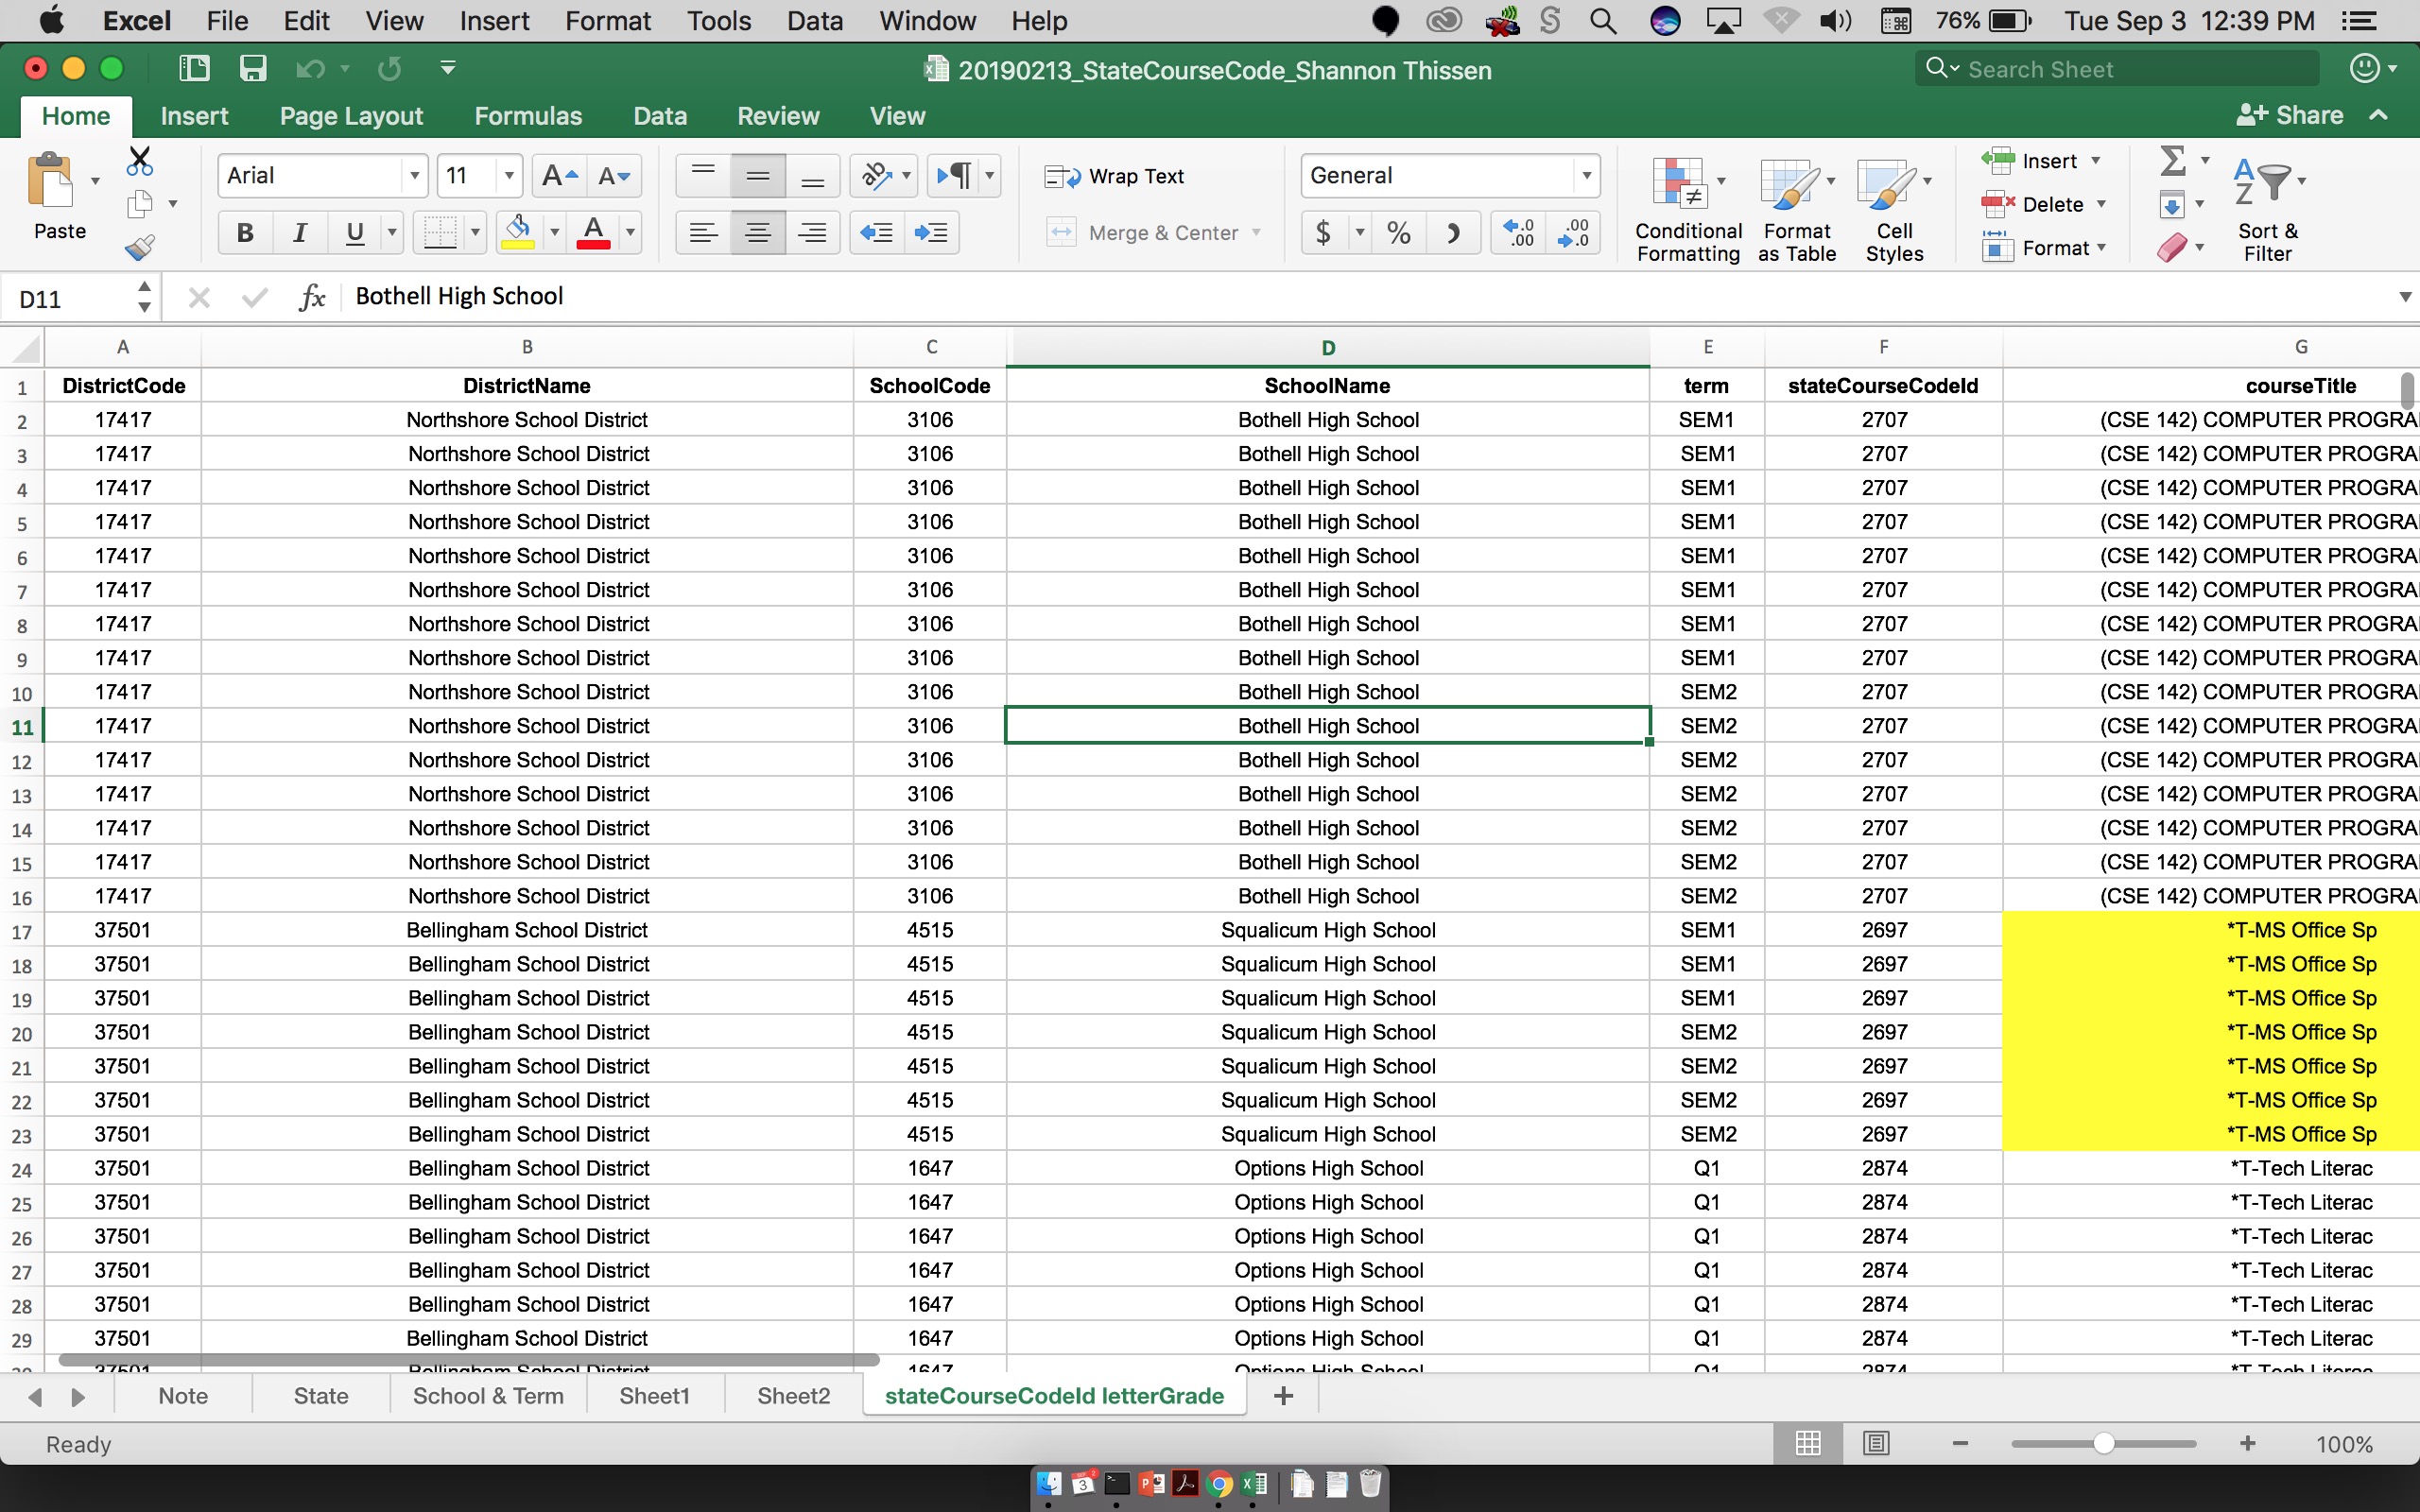 Excel File Edit View Insert Format Tools Data Window Help 76% Tue Sep 3 12:39 PM
20190213_StateCourseCode_Shannon Thissen Search Sheet
Home Insert Page Layout Formulas Data Review View Share
Paste Arial 11 Wrap Text General Insert
B I U Merge & Center $ % Conditional Formatting Format as Table Cell Styles Delete Format Sort & Filter
D11 fx Bothell High School
A B C D E F G
1 DistrictCode DistrictName SchoolCode SchoolName term stateCourseCodeId courseTitle
2 17417 Northshore School District 3106 Bothell High School SEM1 2707 (CSE 142) COMPUTER PROGRA
3 17417 Northshore School District 3106 Bothell High School SEM1 2707 (CSE 142) COMPUTER PROGRA
4 17417 Northshore School District 3106 Bothell High School SEM1 2707 (CSE 142) COMPUTER PROGRA
5 17417 Northshore School District 3106 Bothell High School SEM1 2707 (CSE 142) COMPUTER PROGRA
6 17417 Northshore School District 3106 Bothell High School SEM1 2707 (CSE 142) COMPUTER PROGRA
7 17417 Northshore School District 3106 Bothell High School SEM1 2707 (CSE 142) COMPUTER PROGRA
8 17417 Northshore School District 3106 Bothell High School SEM1 2707 (CSE 142) COMPUTER PROGRA
9 17417 Northshore School District 3106 Bothell High School SEM1 2707 (CSE 142) COMPUTER PROGRA
10 17417 Northshore School District 3106 Bothell High School SEM2 2707 (CSE 142) COMPUTER PROGRA
11 17417 Northshore School District 3106 Bothell High School SEM2 2707 (CSE 142) COMPUTER PROGRA
12 17417 Northshore School District 3106 Bothell High School SEM2 2707 (CSE 142) COMPUTER PROGRA
13 17417 Northshore School District 3106 Bothell High School SEM2 2707 (CSE 142) COMPUTER PROGRA
14 17417 Northshore School District 3106 Bothell High School SEM2 2707 (CSE 142) COMPUTER PROGRA
15 17417 Northshore School District 3106 Bothell High School SEM2 2707 (CSE 142) COMPUTER PROGRA
16 17417 Northshore School District 3106 Bothell High School SEM2 2707 (CSE 142) COMPUTER PROGRA
17 37501 Bellingham School District 4515 Squalicum High School SEM1 2697 *T-MS Office Sp
18 37501 Bellingham School District 4515 Squalicum High School SEM1 2697 *T-MS Office Sp
19 37501 Bellingham School District 4515 Squalicum High School SEM1 2697 *T-MS Office Sp
20 37501 Bellingham School District 4515 Squalicum High School SEM2 2697 *T-MS Office Sp
21 37501 Bellingham School District 4515 Squalicum High School SEM2 2697 *T-MS Office Sp
22 37501 Bellingham School District 4515 Squalicum High School SEM2 2697 *T-MS Office Sp
23 37501 Bellingham School District 4515 Squalicum High School SEM2 2697 *T-MS Office Sp
24 37501 Bellingham School District 1647 Options High School Q1 2874 *T-Tech Literac
25 37501 Bellingham School District 1647 Options High School Q1 2874 *T-Tech Literac
26 37501 Bellingham School District 1647 Options High School Q1 2874 *T-Tech Literac
27 37501 Bellingham School District 1647 Options High School Q1 2874 *T-Tech Literac
28 37501 Bellingham School District 1647 Options High School Q1 2874 *T-Tech Literac
29 37501 Bellingham School District 1647 Options High School Q1 2874 *T-Tech Literac
Note State School & Term Sheet1 Sheet2 stateCourseCodeId letterGrade +
Ready 100%